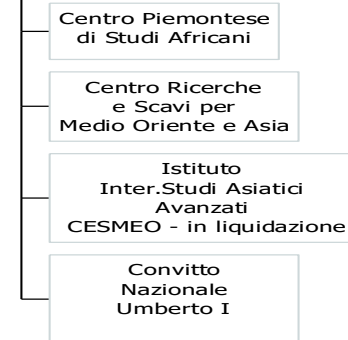 Centro Piemontese
di Studi Africani
Centro Ricerche
e Scavi per
Medio Oriente e Asia
Istituto
Inter.Studi Asiatici
Avanzati
CESMEO - in liquidazione
Convitto
Nazionale
Umberto I